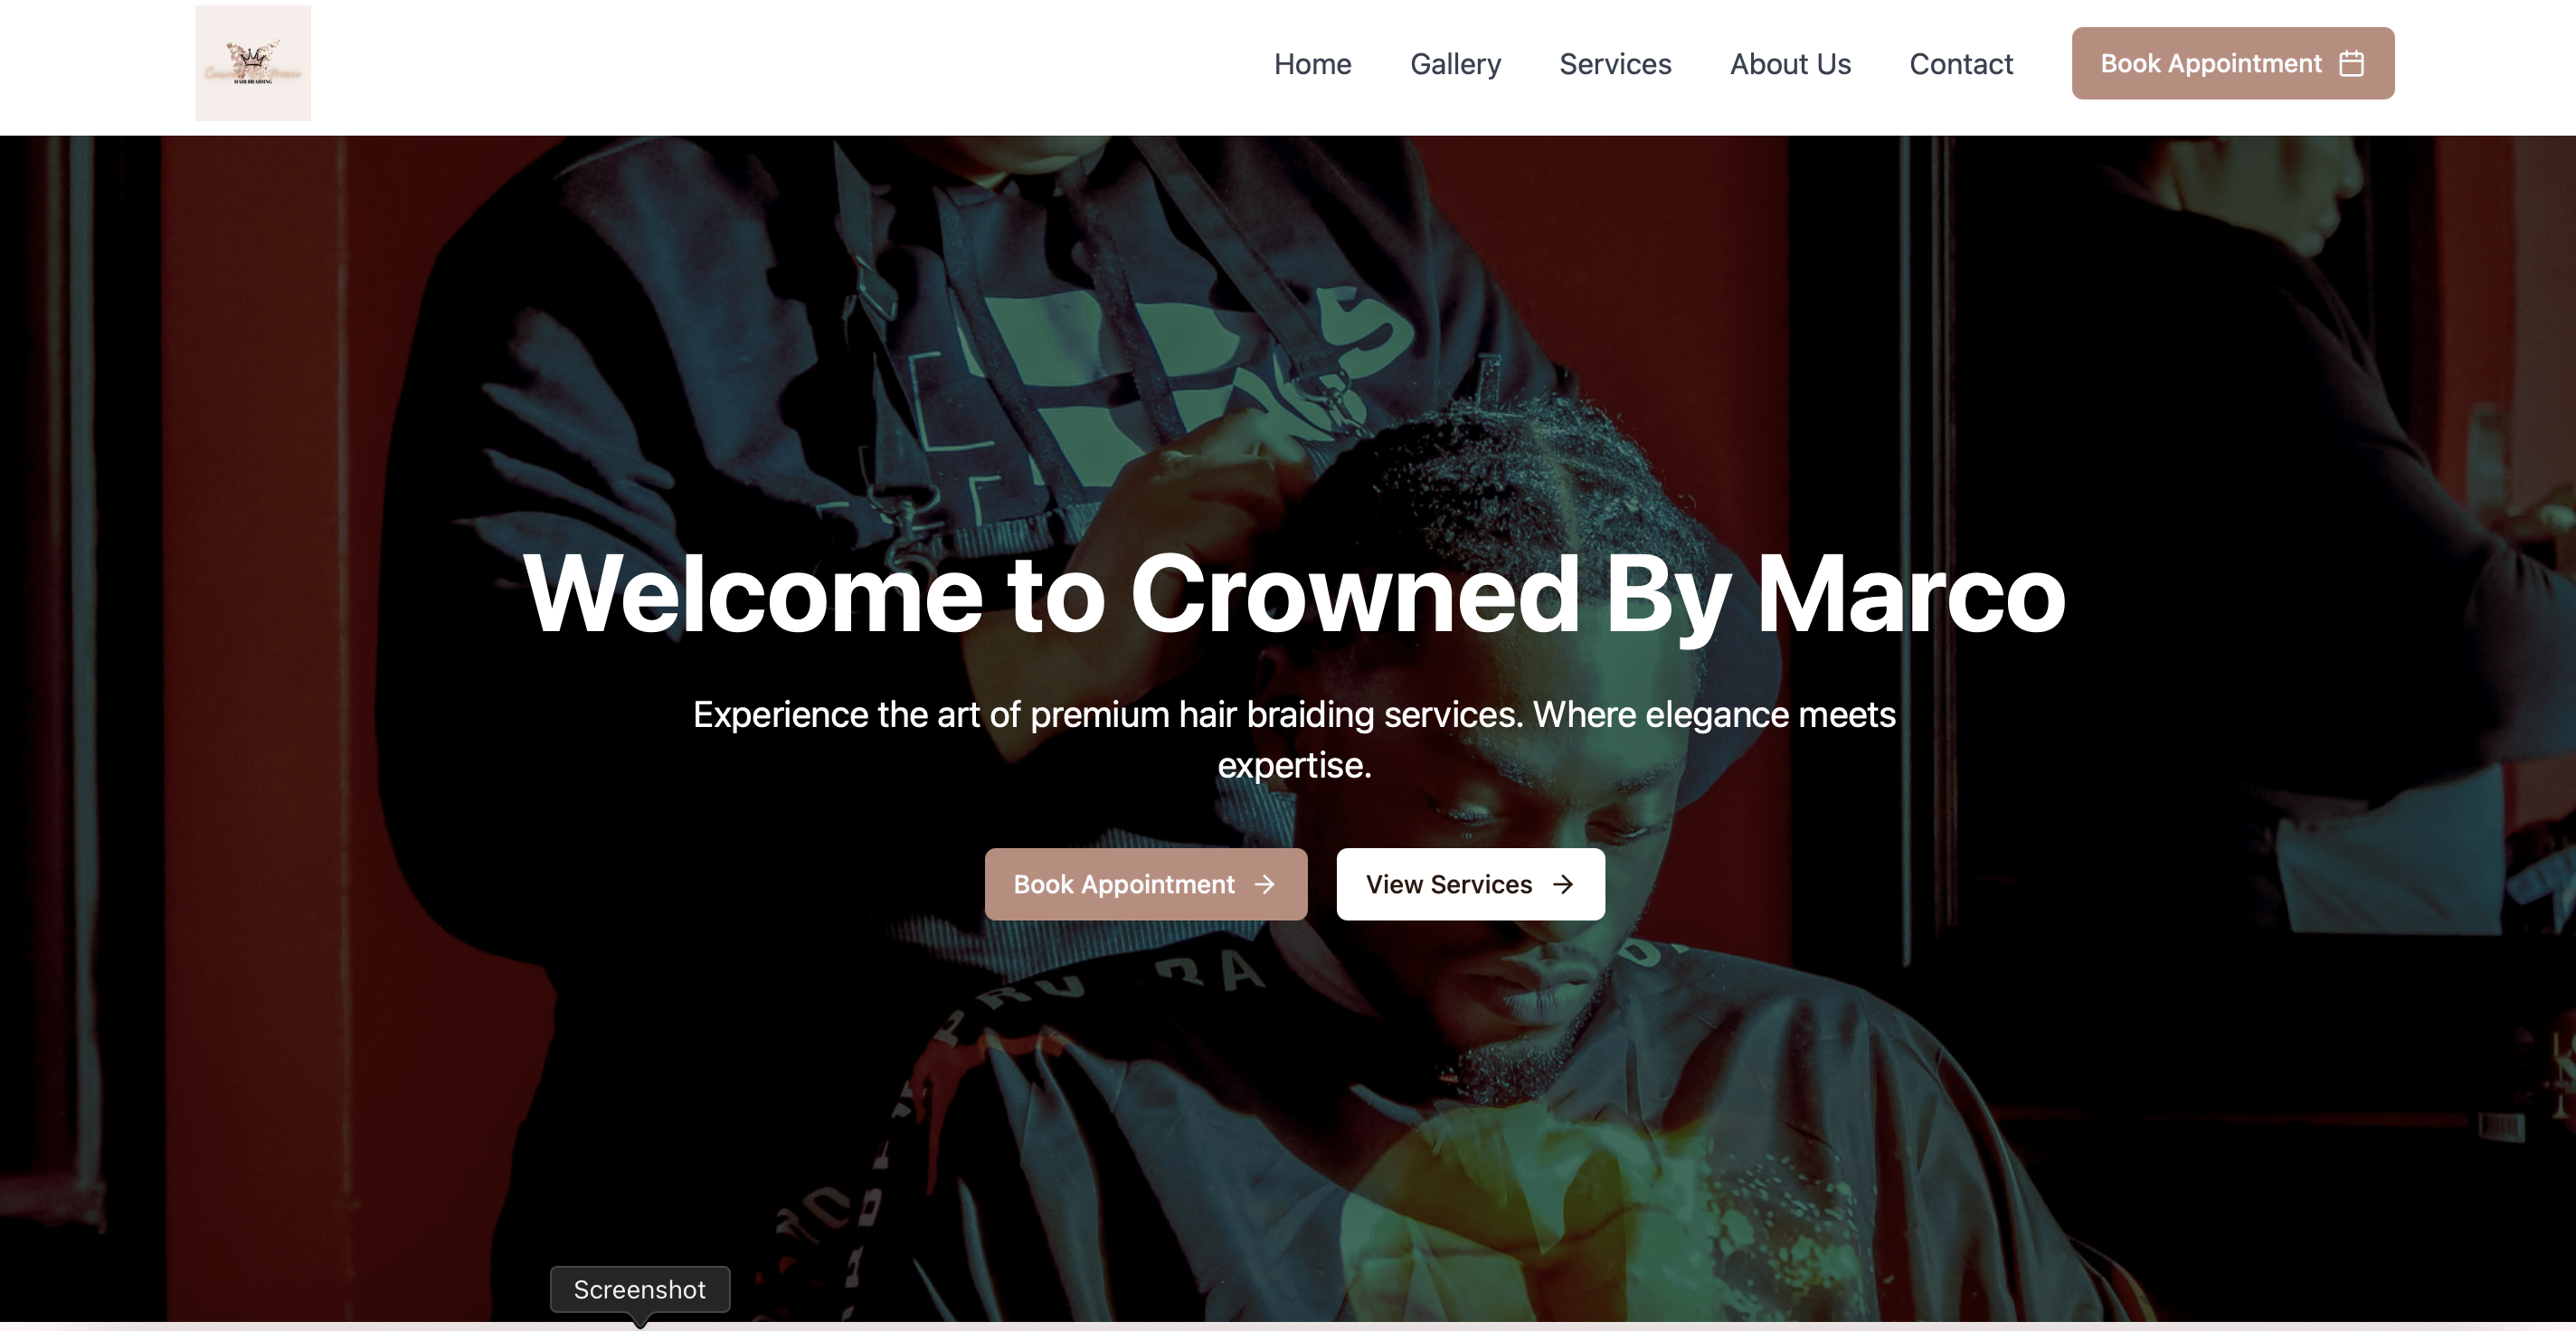 HAIR BRAIDING
Home Gallery Services About Us Contact Book Appointment
Welcome to Crowned By Marco
Experience the art of premium hair braiding services. Where elegance meets
expertise.
Book Appointment View Services
Screenshot